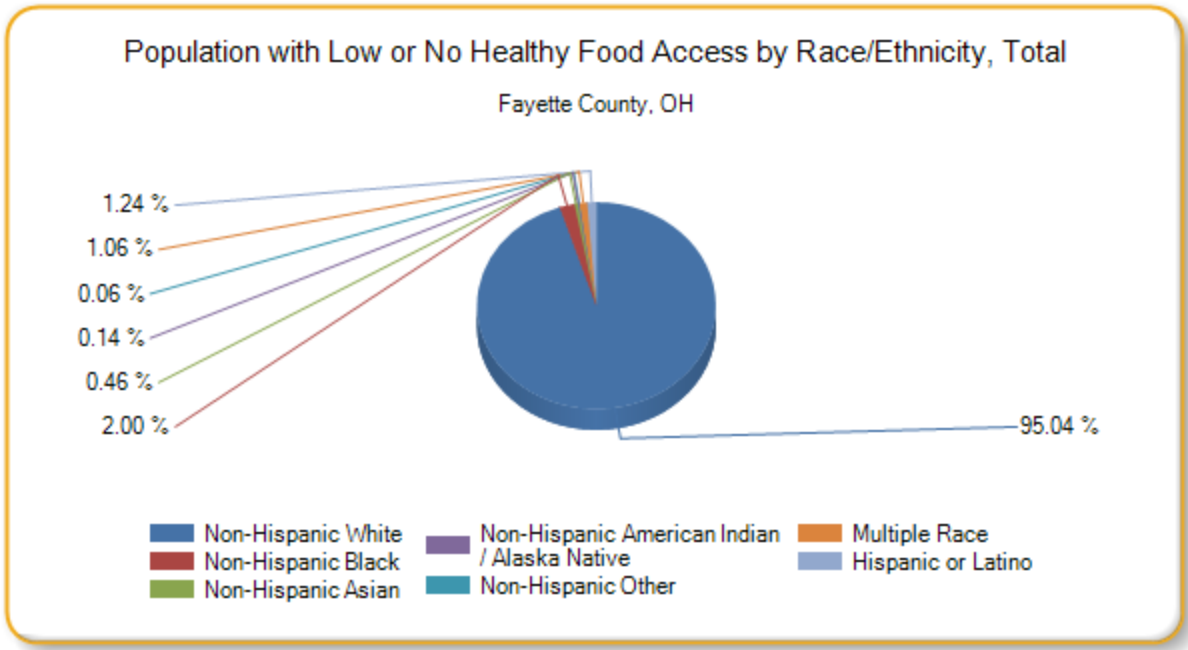 Population with Low or No Healthy Food Access by Race/Ethnicity, Total
Fayette County, OH
1.24 %
1.06 %
0.06 %
0.14 %
0.46 %
2.00 %
95.04 %
Non-Hispanic White
Non-Hispanic Black
Non-Hispanic Asian
Non-Hispanic American Indian
/ Alaska Native
Non-Hispanic Other
Multiple Race
Hispanic or Latino